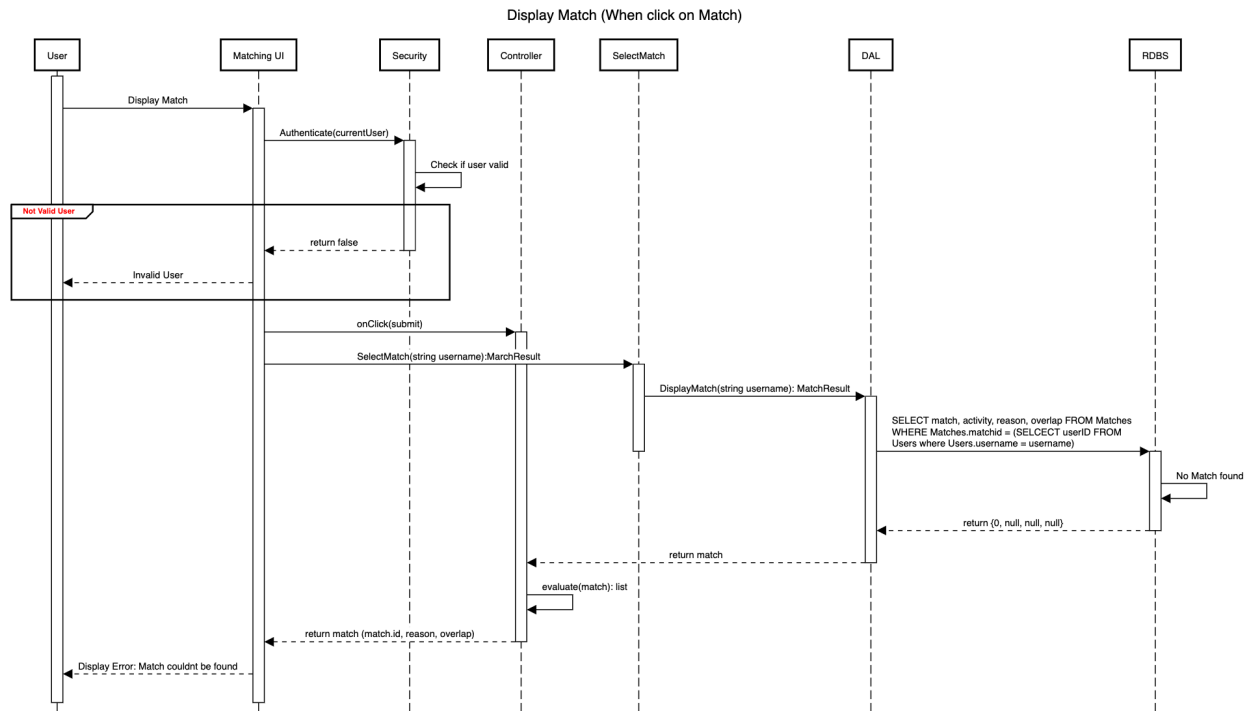 Display Match (When click on Match)
User
Matching UI
Security
Controller
SelectMatch
DAL
RDBS
Display Match
Authenticate(currentUser)
Check if user valid
Not Valid User
return false
Invalid User
onClick(submit)
SelectMatch(string username):MarchResult
DisplayMatch(string username): MatchResult
SELECT match, activity, reason, overlap FROM Matches
WHERE Matches.matchid = (SELCECT userID FROM
Users where Users.username = username)
No Match found
return {0, null, null, null}
return match
evaluate(match): list
return match (match.id, reason, overlap)
Display Error: Match couldnt be found